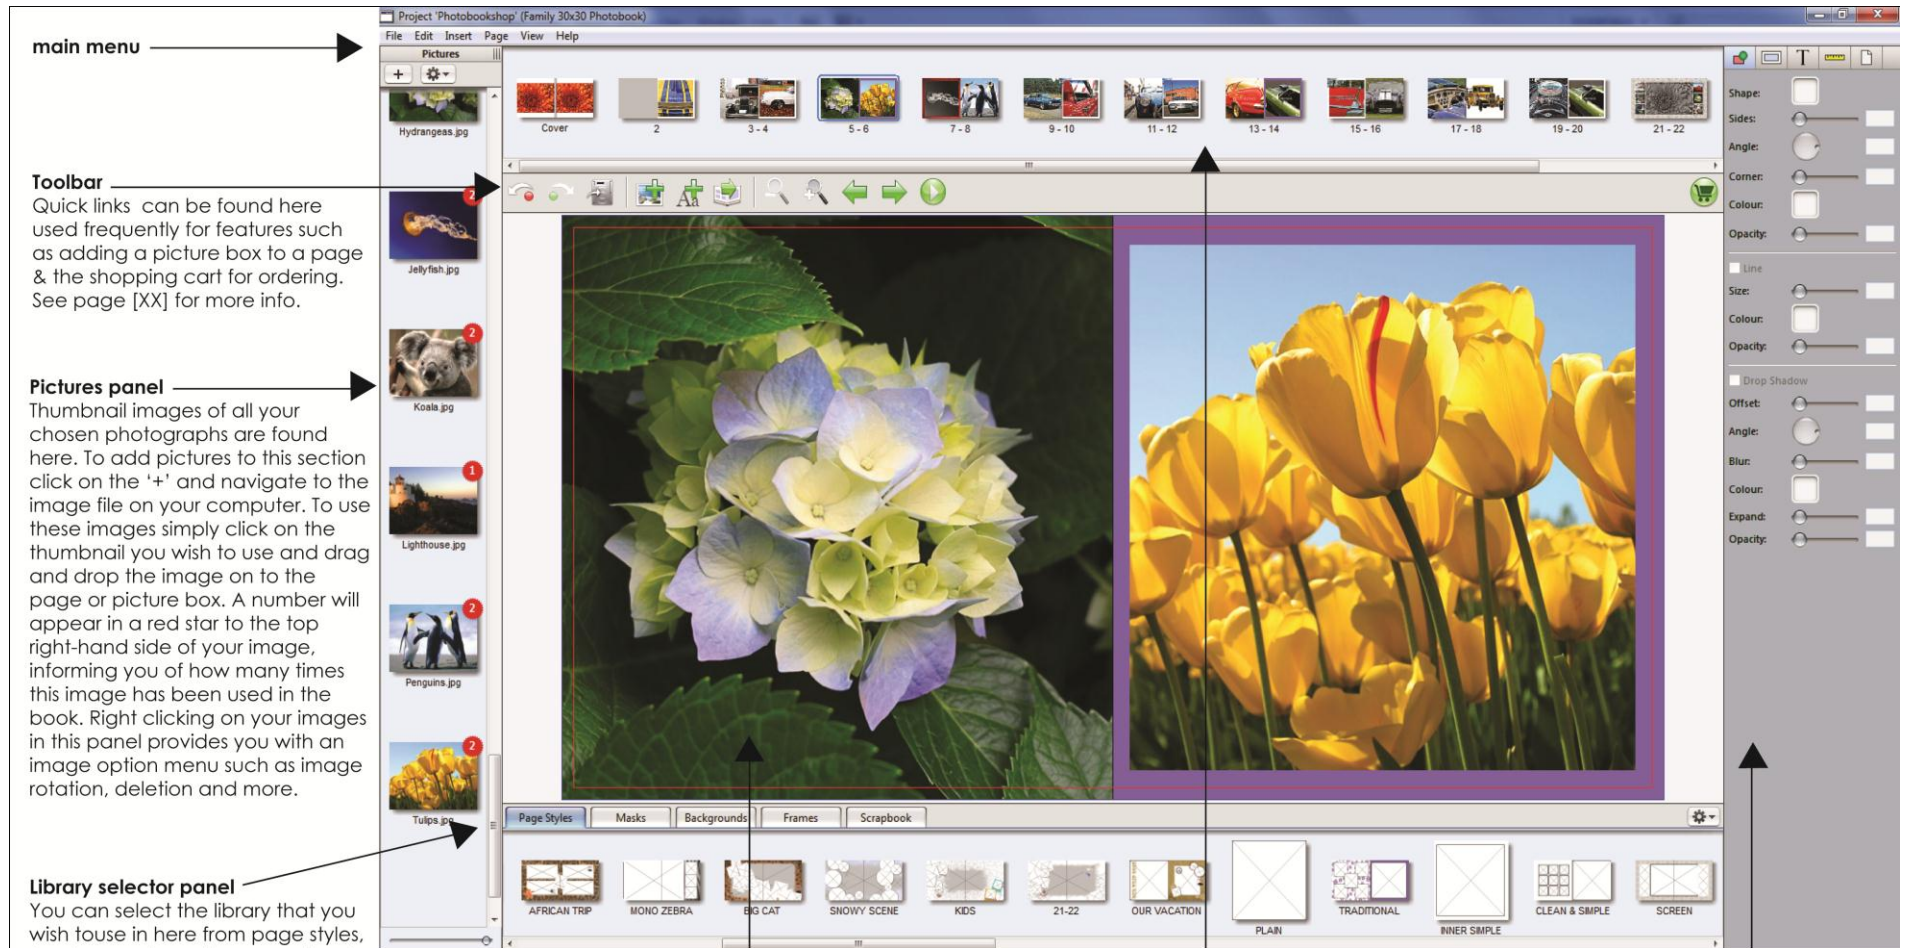 Project 'Photobookshop' (Family 30x30 Photobook)
main menu
File Edit Insert Page View Help
Pictures
Hydrangeas.jpg
Cover
2
3 - 4
5 - 6
7 - 8
9 - 10
11 - 12
13 - 14
15 - 16
17 - 18
19 - 20
21 - 22
Toolbar
Quick links can be found here
used frequently for features such
as adding a picture box to a page
& the shopping cart for ordering.
See page [XX] for more info.
2
Jellyfish.jpg
2
Koala.jpg
Pictures panel
Thumbnail images of all your
chosen photographs are found
here. To add pictures to this section
click on the ‘+’ and navigate to the
image file on your computer. To use
these images simply click on the
thumbnail you wish to use and drag
and drop the image on to the
page or picture box. A number will
appear in a red star to the top
right-hand side of your image,
informing you of how many times
this image has been used in the
book. Right clicking on your images
in this panel provides you with an
image option menu such as image
rotation, deletion and more.
1
Lighthouse.jpg
2
Penguins.jpg
2
Tulips.jpg
Library selector panel
You can select the library that you
wish touse in here from page styles,
Aa
T
Shape:
Sides:
Angle:
Corner:
Colour:
Opacity:
Line
Size:
Colour:
Opacity:
Drop Shadow
Offset:
Angle:
Blur:
Colour:
Expand:
Opacity:
Page Styles Masks Backgrounds Frames Scrapbook
AFRICAN TRIP
MONO ZEBRA
BIG CAT
SNOWY SCENE
KIDS
21-22
OUR VACATION
PLAIN
TRADITIONAL
INNER SIMPLE
CLEAN & SIMPLE
SCREEN